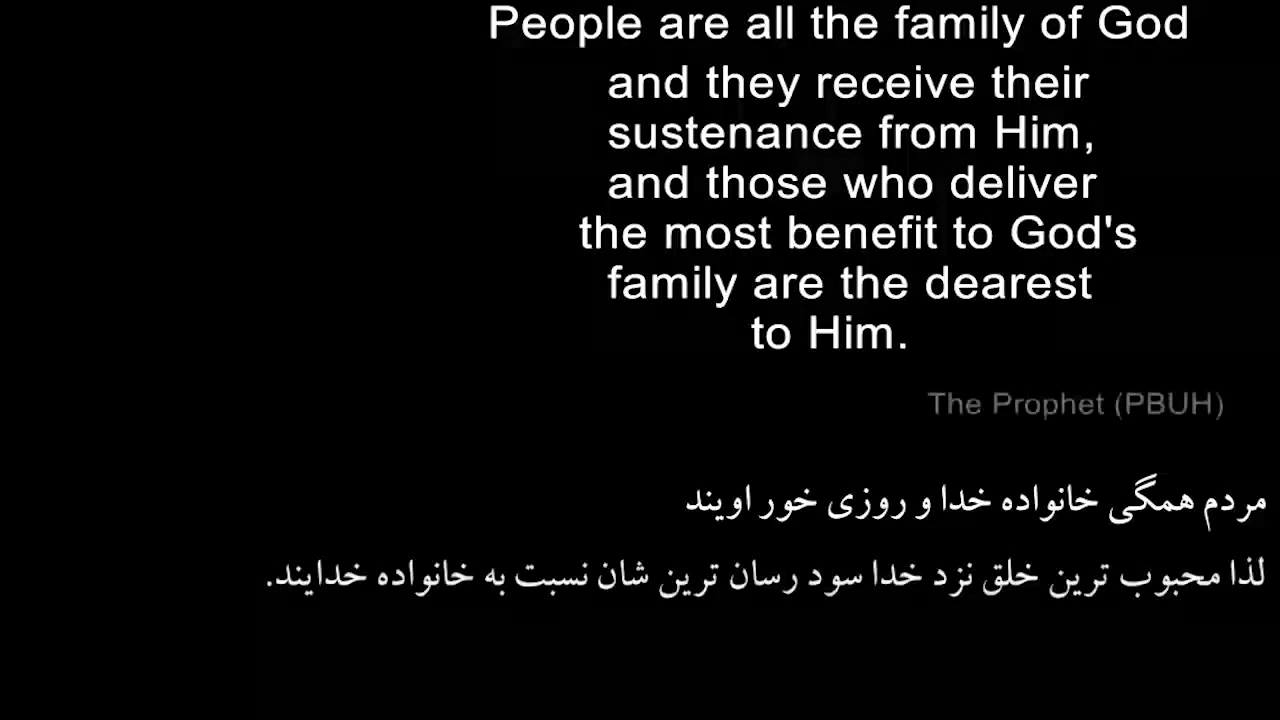 People are all the family of God
and they receive their
sustenance from Him,
and those who deliver
the most benefit to God's
family are the dearest
to Him.
The Prophet (PBUH)
مردم همگی خانواده خدا و روزی خور اویند
لذا محبوب ترین خلق نزد خدا سود رسان ترین شان نسبت به خانواده خدایند.